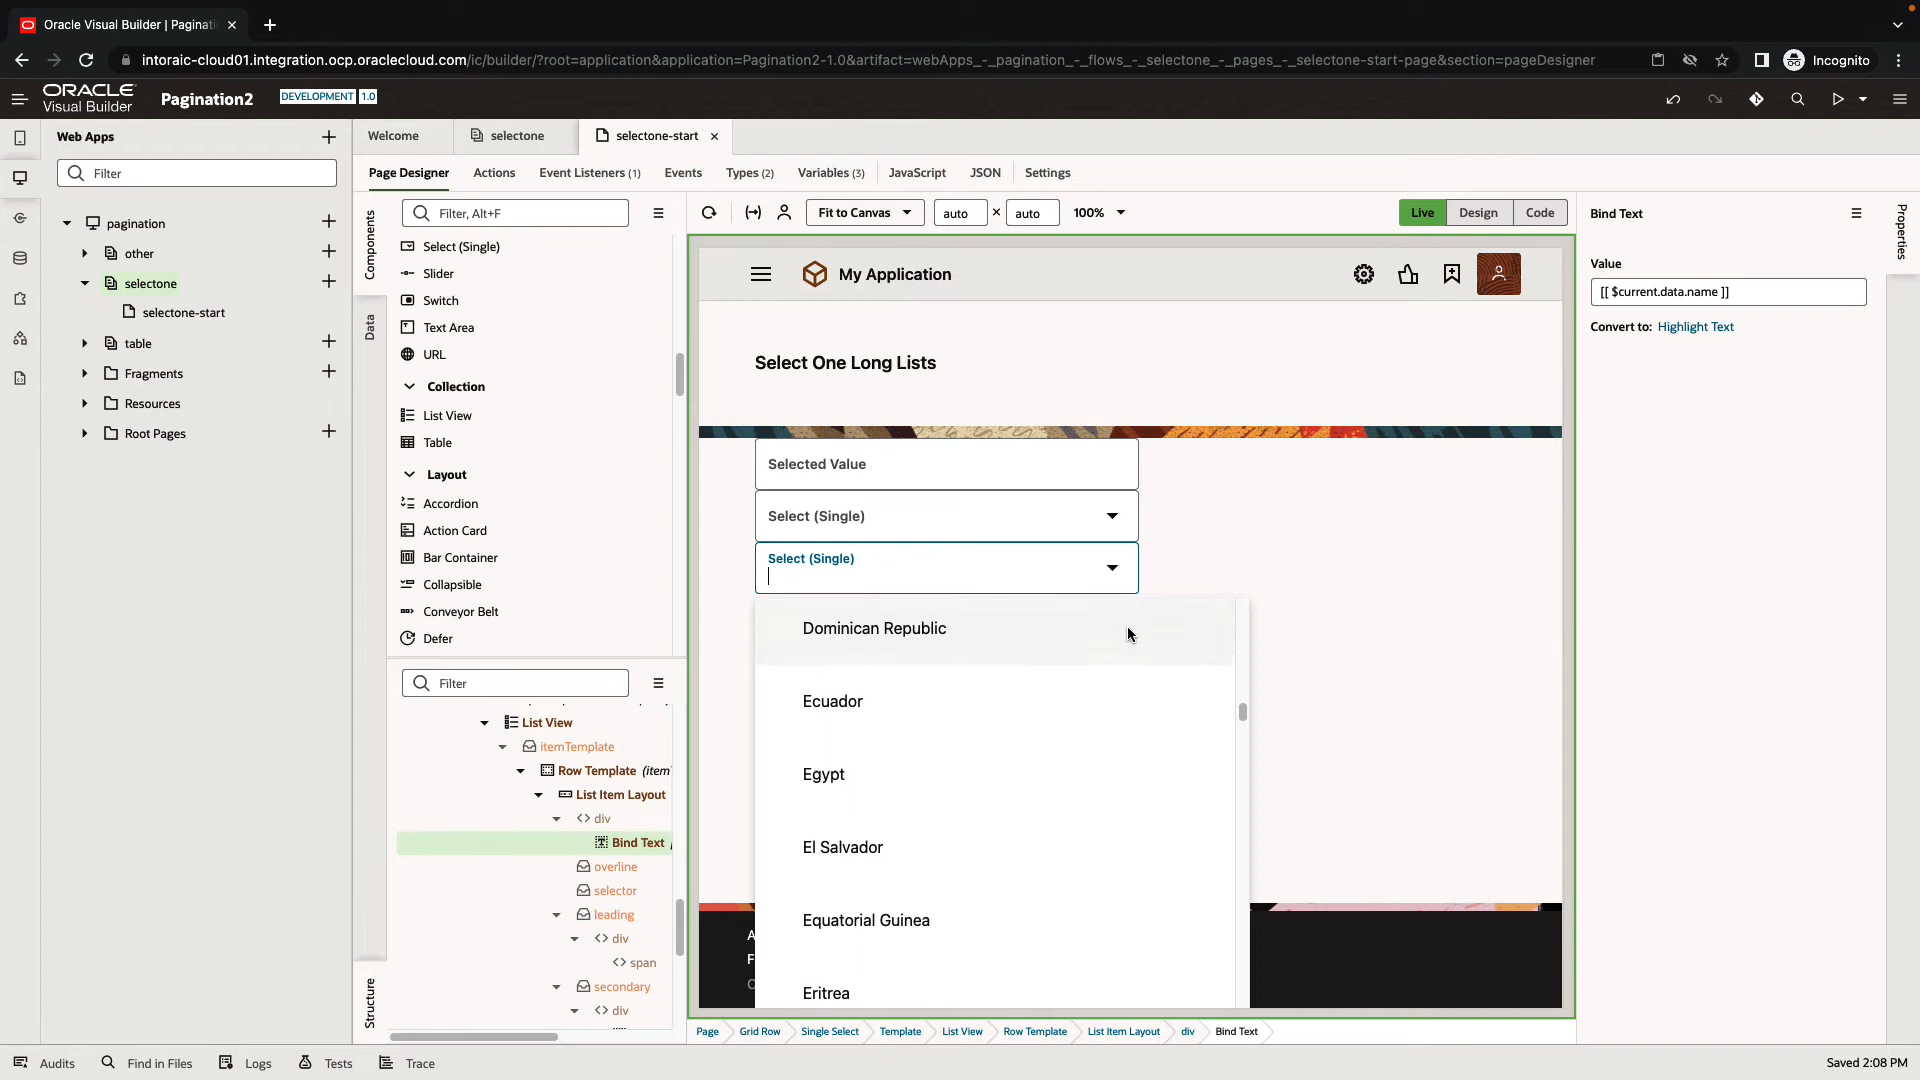 Oracle Visual Builder | Paginati
intoraic-cloud01.integration.ocp.oraclecloud.com/ic/builder/?root=application&application=Pagination2-1.0&artifact=webApps_-_pagination_-_flows_-_selectone_-_pages_-_selectone-start-page&section=pageDesigner
Incognito
ORACLE
Visual Builder
Pagination2
DEVELOPMENT 1.0
Web Apps
Filter
pagination
other
selectone
selectone-start
table
Fragments
Resources
Root Pages
Welcome
selectone
selectone-start
Page Designer
Actions
Event Listeners (1)
Events
Types (2)
Variables (3)
JavaScript
JSON
Settings
Components
Data
Filter, Alt+F
Select (Single)
Slider
Switch
Text Area
URL
Collection
List View
Table
Layout
Accordion
Action Card
Bar Container
Collapsible
Conveyor Belt
Defer
Structure
Filter
List View
itemTemplate
Row Template (item
List Item Layout
<> div
Bind Text
overline
selector
leading
<> div
<> span
secondary
<> div
Fit to Canvas
auto × auto
100%
Live
Design
Code
My Application
Select One Long Lists
Selected Value
Select (Single)
Select (Single)
Dominican Republic
Ecuador
Egypt
El Salvador
Equatorial Guinea
Eritrea
A
F
C
Page
Grid Row
Single Select
Template
List View
Row Template
List Item Layout
div
Bind Text
Bind Text
Value
[[ $current.data.name ]]
Convert to: Highlight Text
Properties
Audits
Find in Files
Logs
Tests
Trace
Saved 2:08 PM